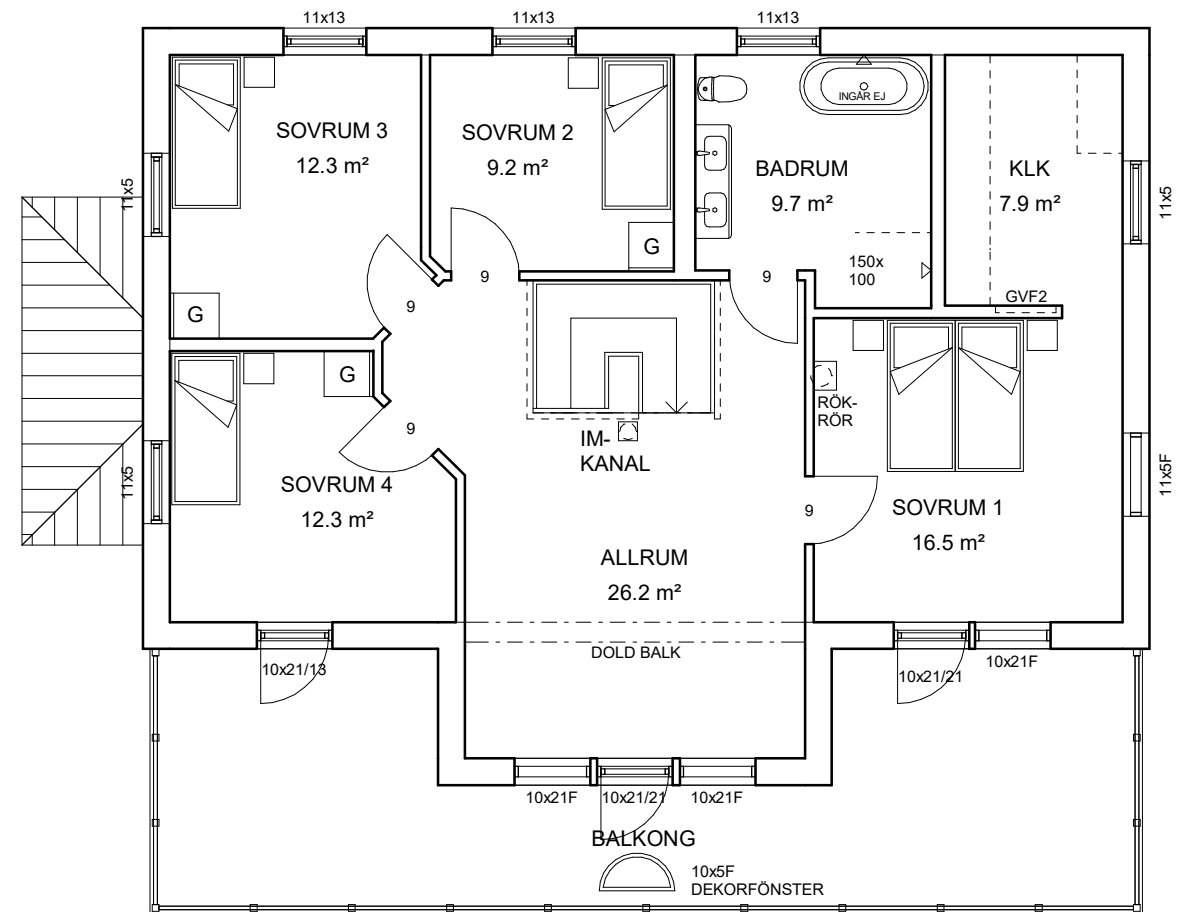 11x13
11x13
11x13
SOVRUM 3
12.3 m²
SOVRUM 2
9.2 m²
INGÅR EJ
BADRUM
9.7 m²
KLK
7.9 m²
11x5
11x5
G
150x
100
9
9
9
GVF2
G
G
RÖK-
RÖR
9
IM-
KANAL
11x5
11x5F
SOVRUM 4
12.3 m²
9
SOVRUM 1
16.5 m²
ALLRUM
26.2 m²
DOLD BALK
10x21/13
10x21/21
10x21F
10x21F
10x21/21
10x21F
BALKONG
10x5F
DEKORFÖNSTER